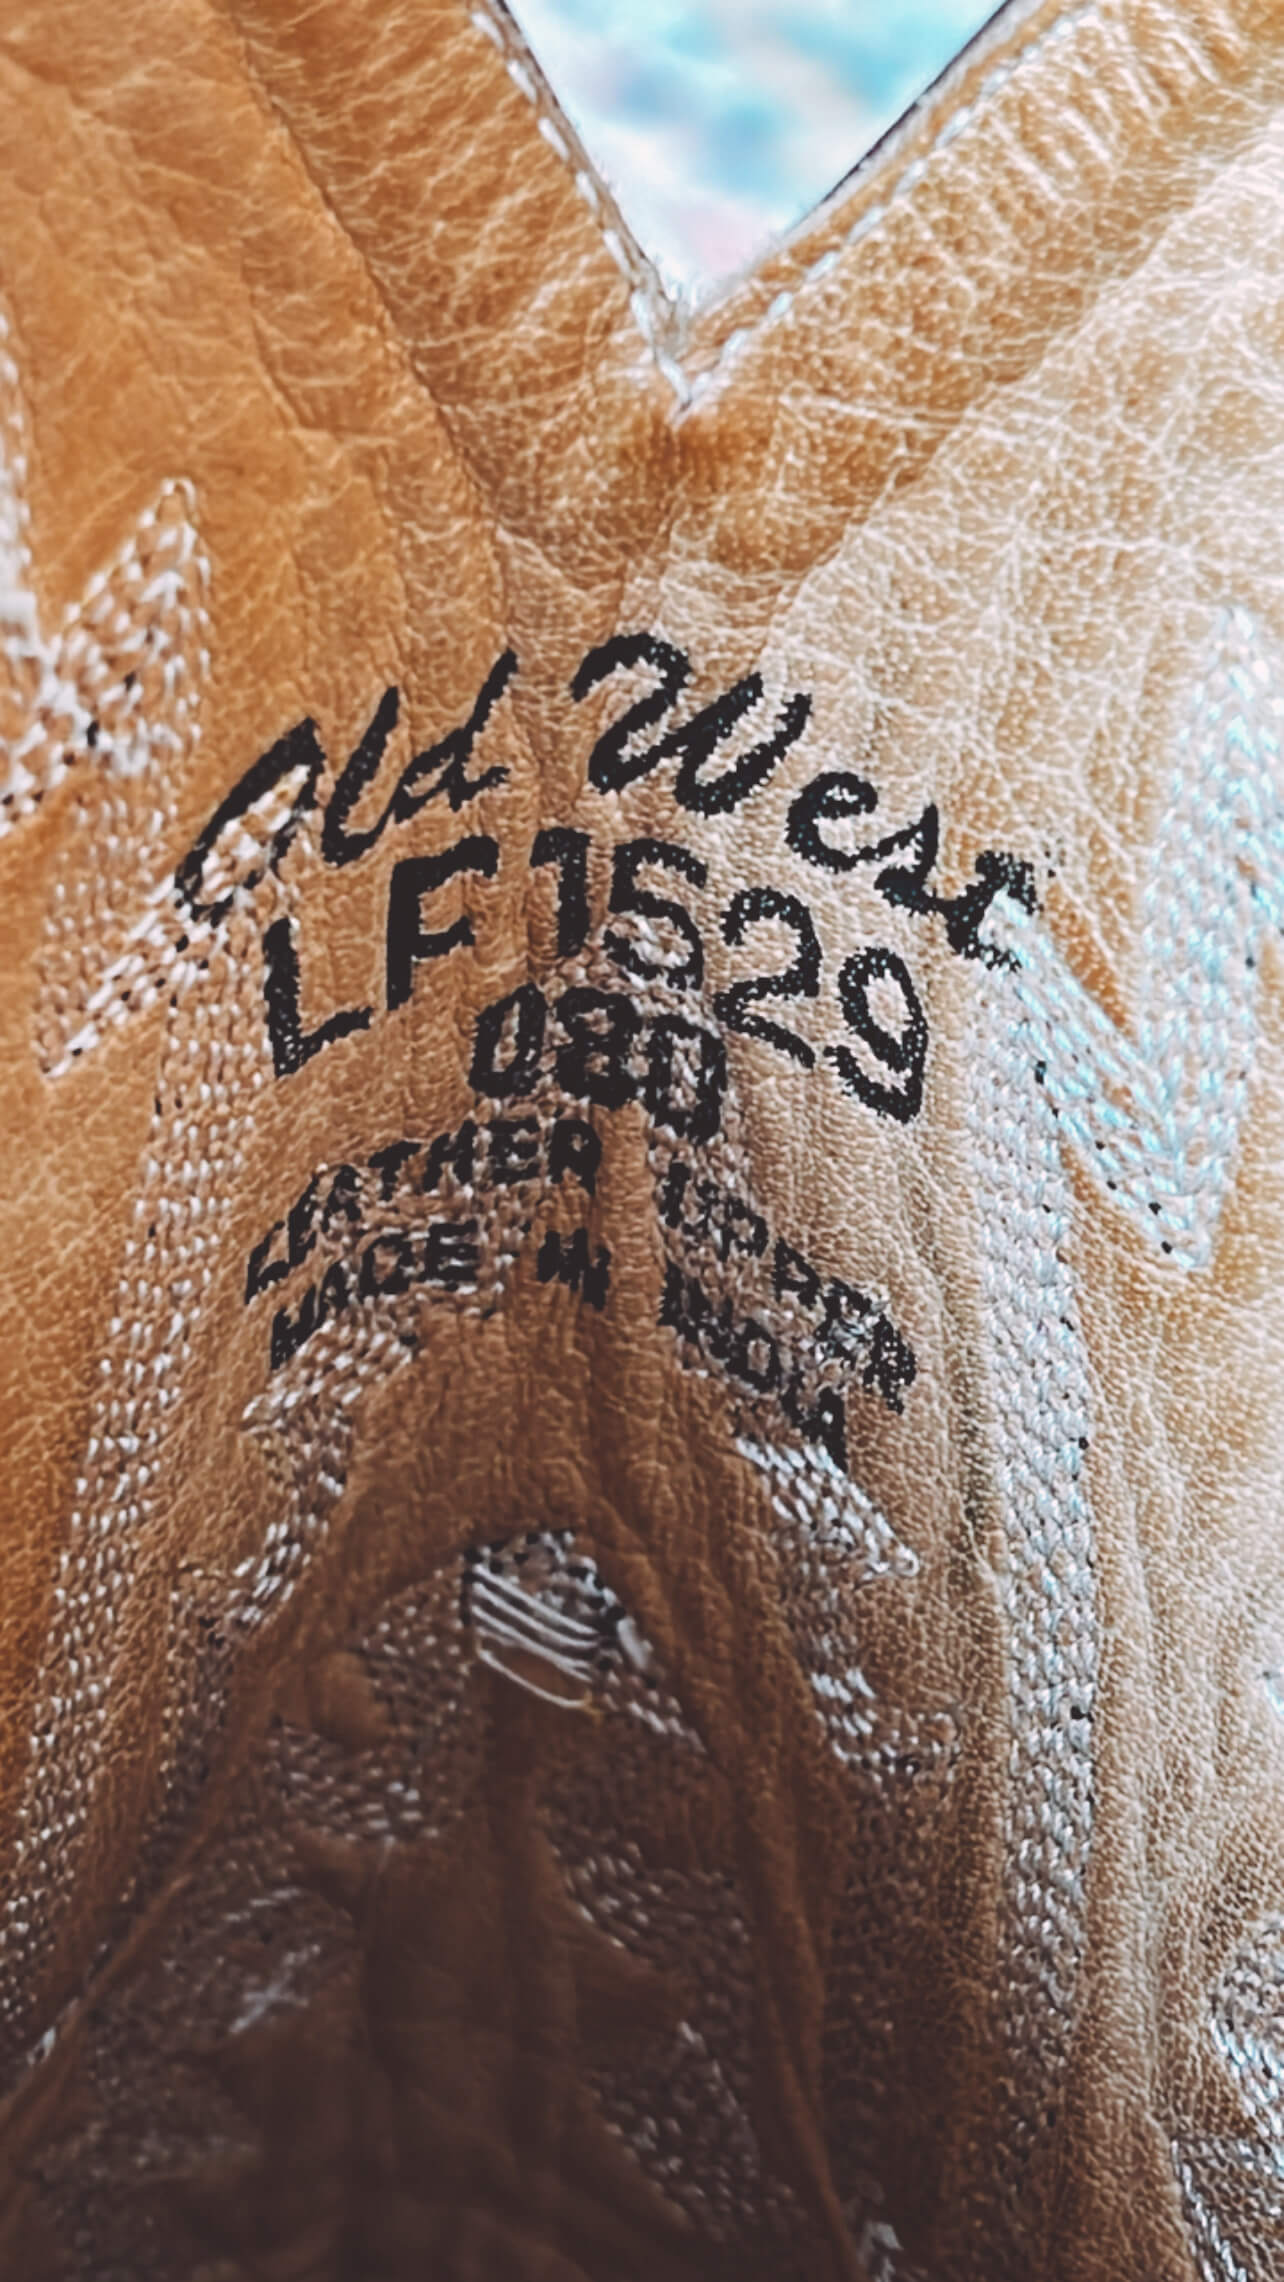 Old West
LF1529
080
LEATHER UPPER
MADE IN INDIA